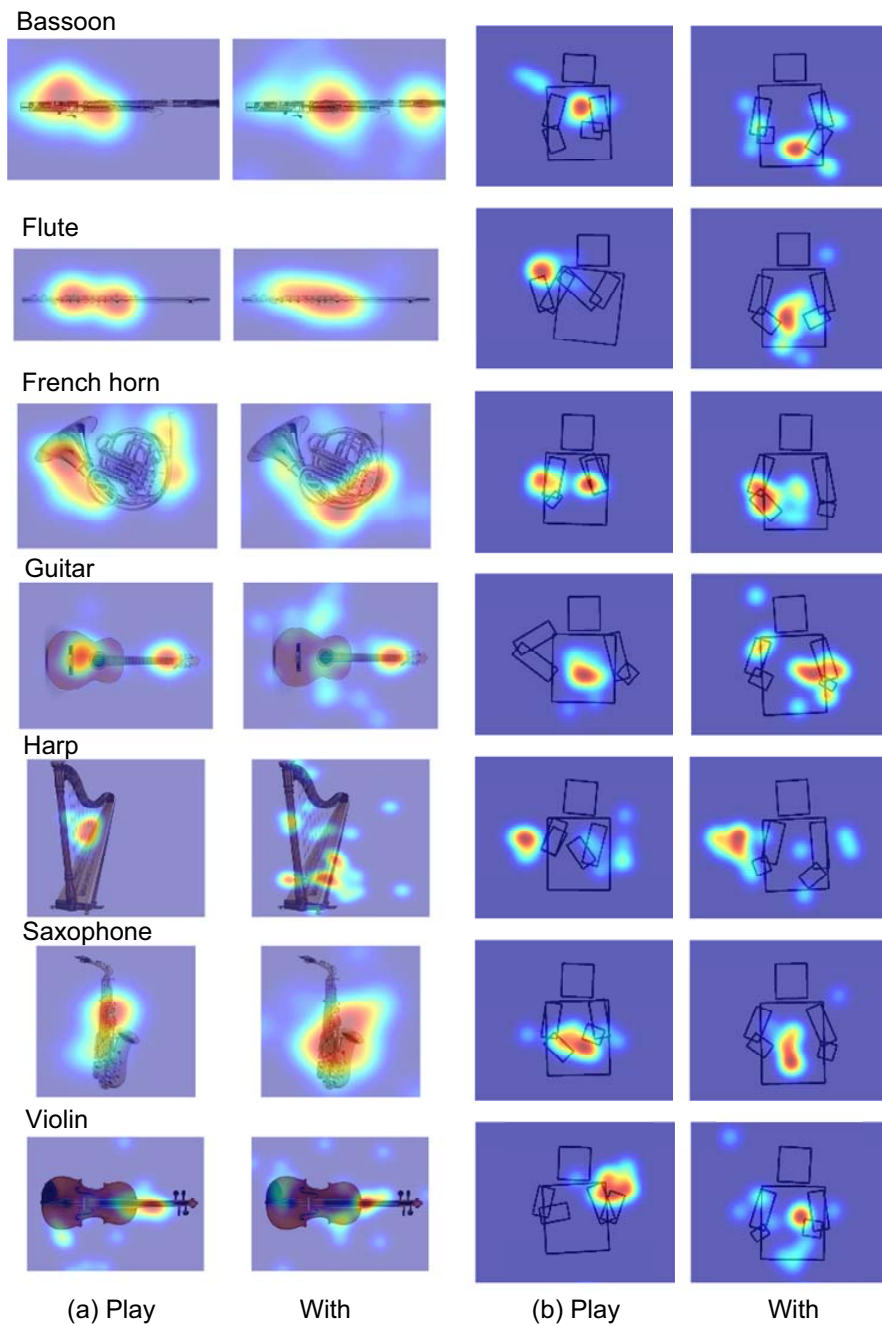 Bassoon
Flute
French horn
Guitar
Harp
Saxophone
Violin
(a) Play With (b) Play With